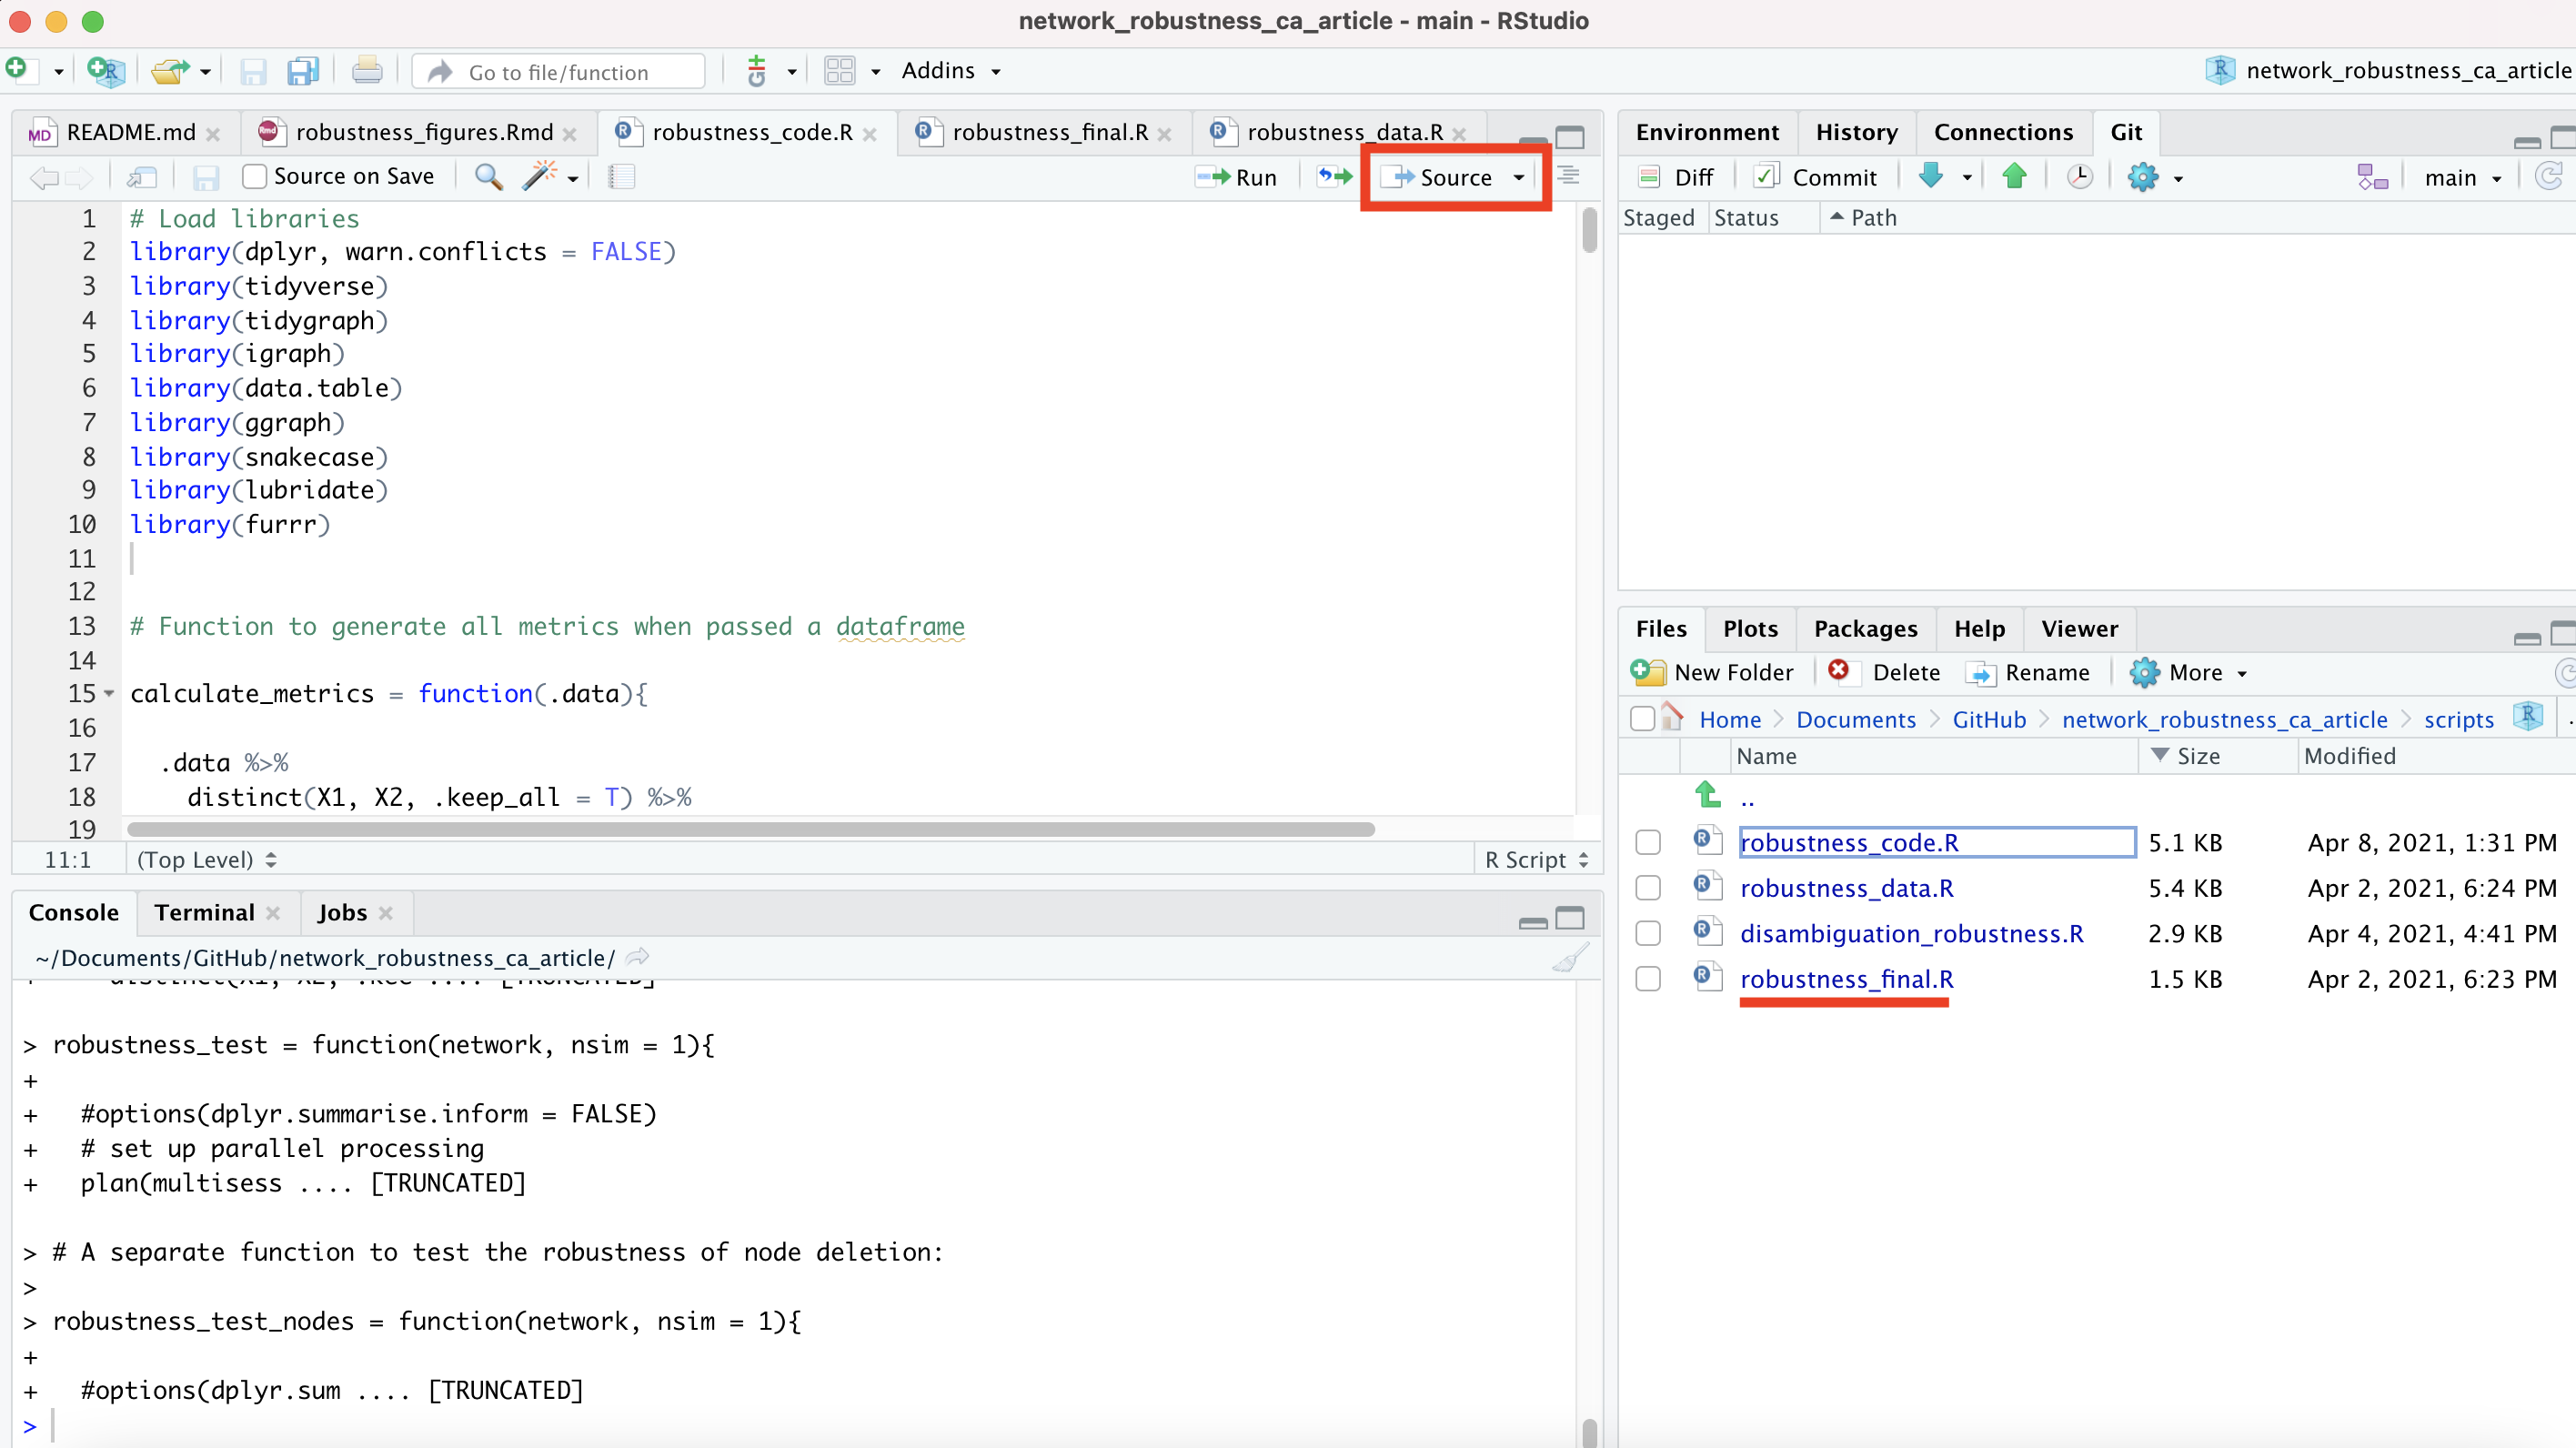 network_robustness_ca_article - main - RStudio
Go to file/function
Addins
network_robustness_ca_article
README.md
robustness_figures.Rmd
robustness_code.R
robustness_final.R
robustness_data.R
Source on Save
Run
Source
1 # Load libraries
2 library(dplyr, warn.conflicts = FALSE)
3 library(tidyverse)
4 library(tidygraph)
5 library(igraph)
6 library(data.table)
7 library(ggraph)
8 library(snakecase)
9 library(lubridate)
10 library(furrr)
11
12
13 # Function to generate all metrics when passed a dataframe
14
15 calculate_metrics = function(.data){
16
17 .data %>%
18 distinct(X1, X2, .keep_all = T) %>%
19
11:1 (Top Level) R Script
Console Terminal Jobs
~/Documents/GitHub/network_robustness_ca_article/
+ distinct(X1, X2, .kee .... [TRUNCATED]
> robustness_test = function(network, nsim = 1){
+
+ #options(dplyr.summarise.inform = FALSE)
+ # set up parallel processing
+ plan(multisess .... [TRUNCATED]
> # A separate function to test the robustness of node deletion:
>
> robustness_test_nodes = function(network, nsim = 1){
+
+ #options(dplyr.sum .... [TRUNCATED]
>
Environment History Connections Git
Diff Commit main
Staged Status Path
Files Plots Packages Help Viewer
New Folder Delete Rename More
Home Documents GitHub network_robustness_ca_article scripts
Name Size Modified
..
robustness_code.R 5.1 KB Apr 8, 2021, 1:31 PM
robustness_data.R 5.4 KB Apr 2, 2021, 6:24 PM
disambiguation_robustness.R 2.9 KB Apr 4, 2021, 4:41 PM
robustness_final.R 1.5 KB Apr 2, 2021, 6:23 PM